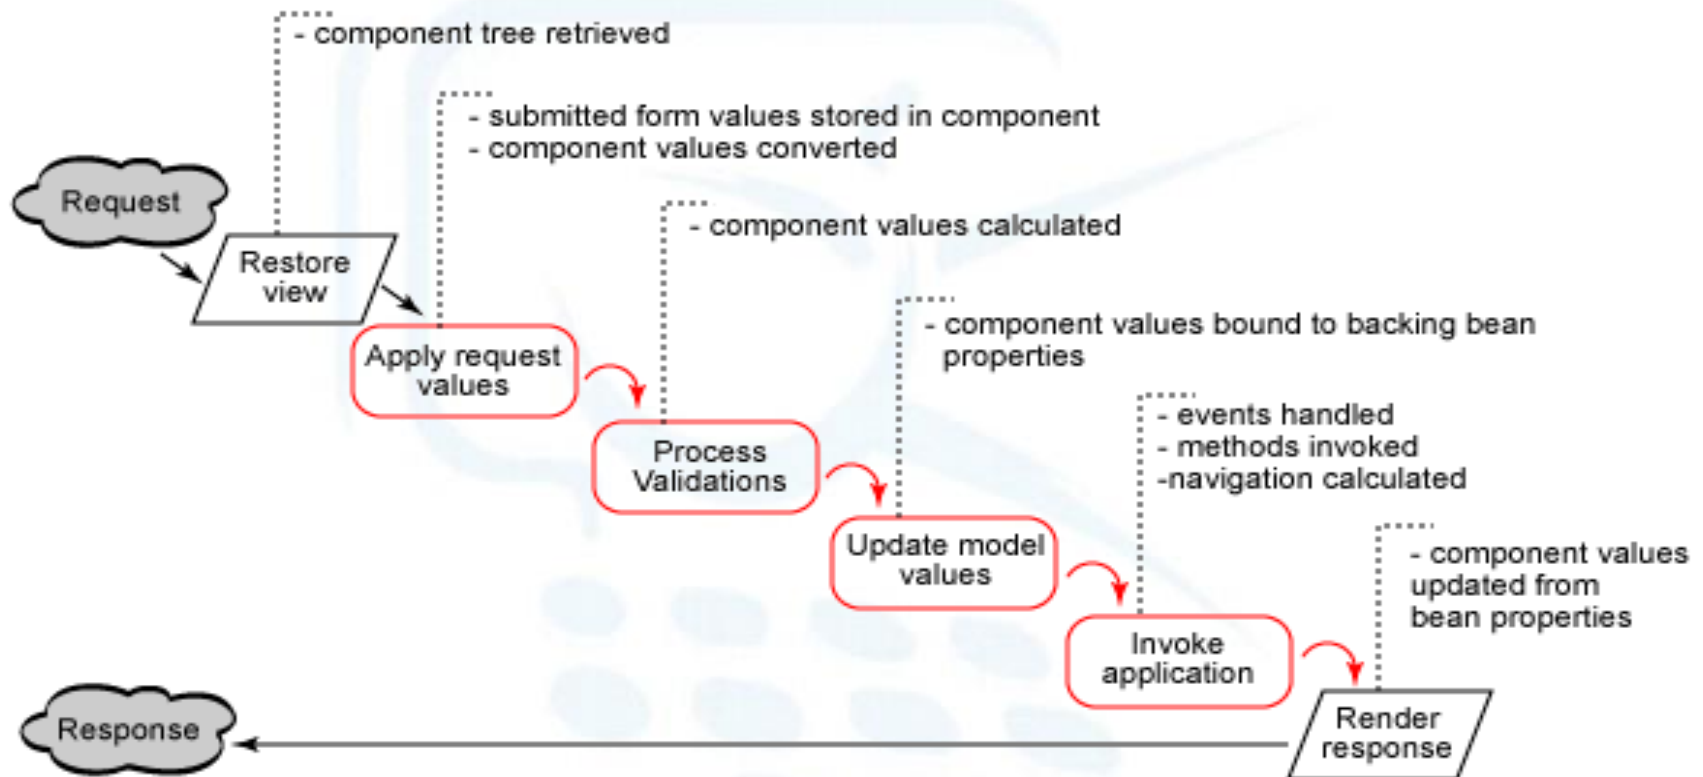 - component tree retrieved
- submitted form values stored in component
- component values converted
Request
- component values calculated
Restore
view
- component values bound to backing bean
properties
Apply request
values
- events handled
- methods invoked
-navigation calculated
Process
Validations
Update model
values
- component values
updated from
bean properties
Invoke
application
Response
Render
response